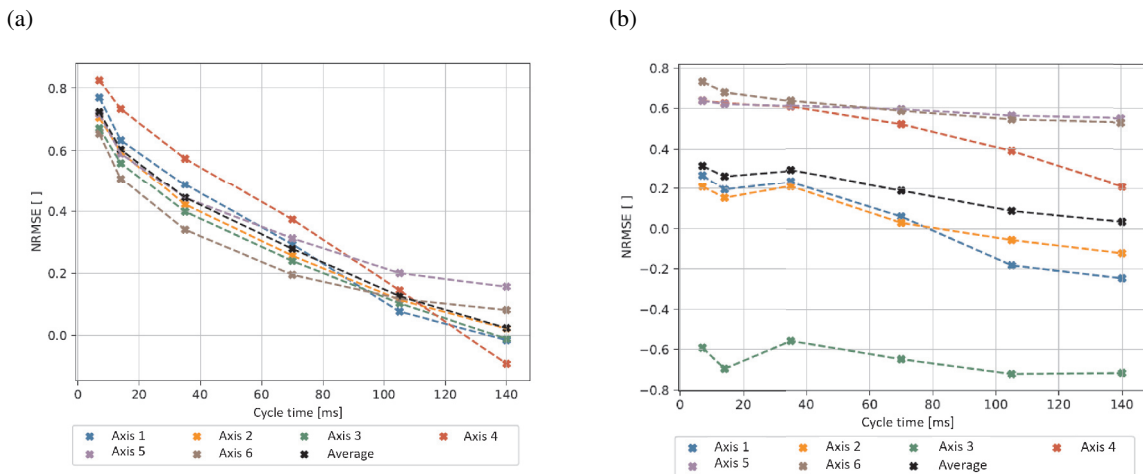 (a)
0.8
0.6
0.4
0.2
0.0
NRMSE [ ]
0 20 40 60 80 100 120 140
Cycle time [ms]
Axis 1 Axis 2 Axis 3 Axis 4
Axis 5 Axis 6 Average
(b)
0.8
0.6
0.4
0.2
0.0
−0.2
−0.4
−0.6
−0.8
NRMSE [ ]
0 20 40 60 80 100 120 140
Cycle time [ms]
Axis 1 Axis 2 Axis 3 Axis 4
Axis 5 Axis 6 Average